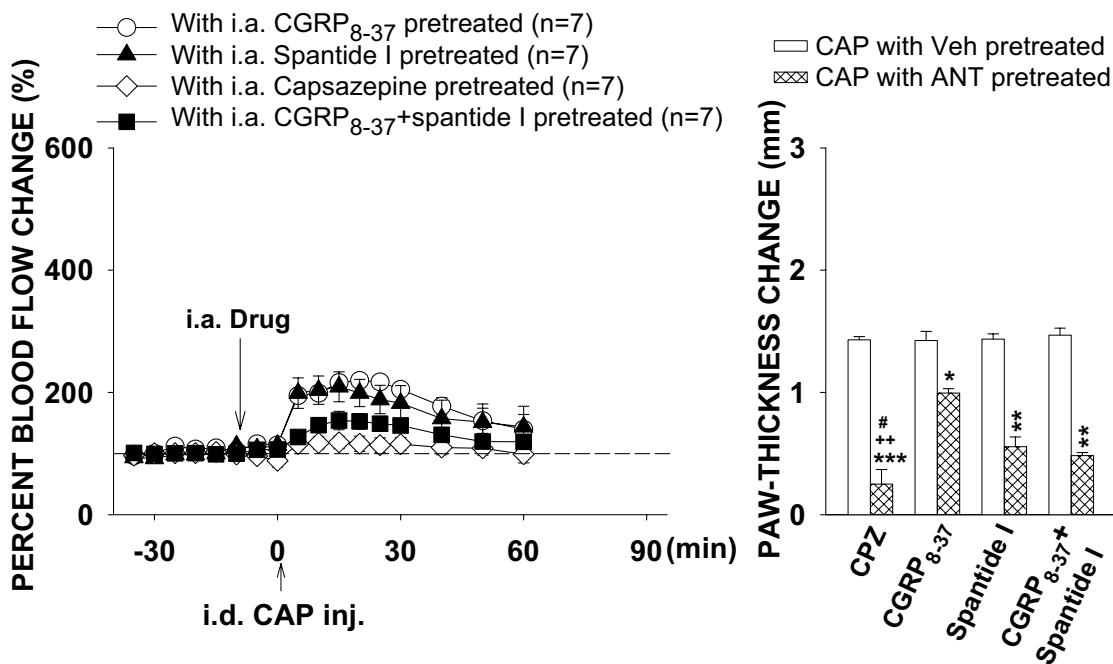 With i.a. CGRP8-37 pretreated (n=7)
With i.a. Spantide I pretreated (n=7)
With i.a. Capsazepine pretreated (n=7)
With i.a. CGRP8-37+spantide I pretreated (n=7)
PERCENT BLOOD FLOW CHANGE (%)
600
400
200
0
i.a. Drug
-30
0
30
60
90
(min)
i.d. CAP inj.
CAP with Veh pretreated
CAP with ANT pretreated
PAW-THICKNESS CHANGE (mm)
3
2
1
0
#
++
***
*
**
**
CPZ
CGRP8-37
Spantide I
CGRP8-37+
Spantide I